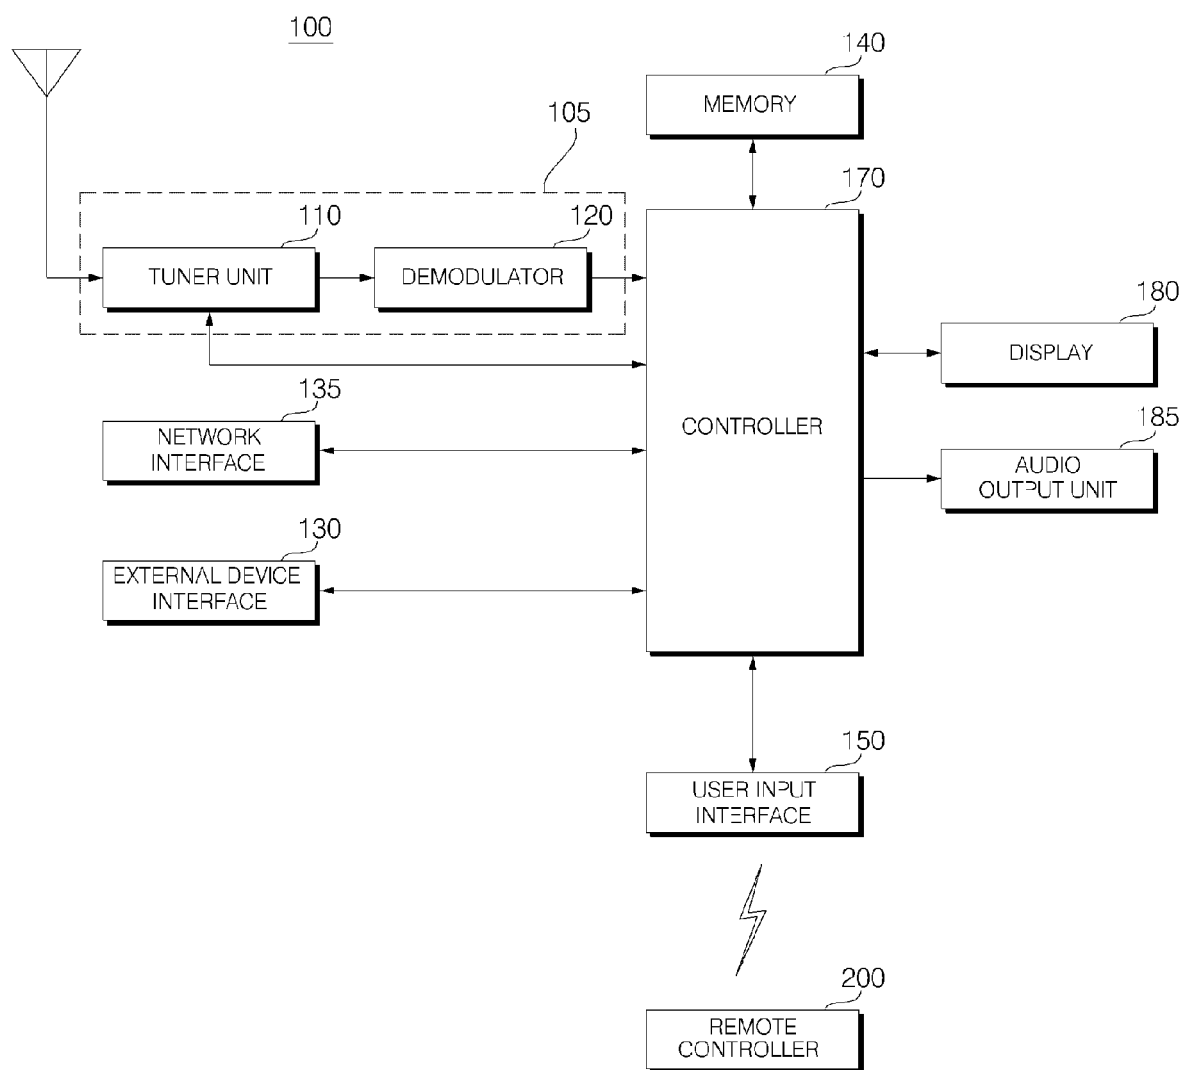 100
140
MEMORY
105
170
110
120
TUNER UNIT
DEMODULATOR
180
DISPLAY
135
NETWORK
INTERFACE
CONTROLLER
185
AUDIO
OUTPUT UNIT
130
EXTERNAL DEVICE
INTERFACE
150
USER INPUT
INTERFACE
200
REMOTE
CONTROLLER